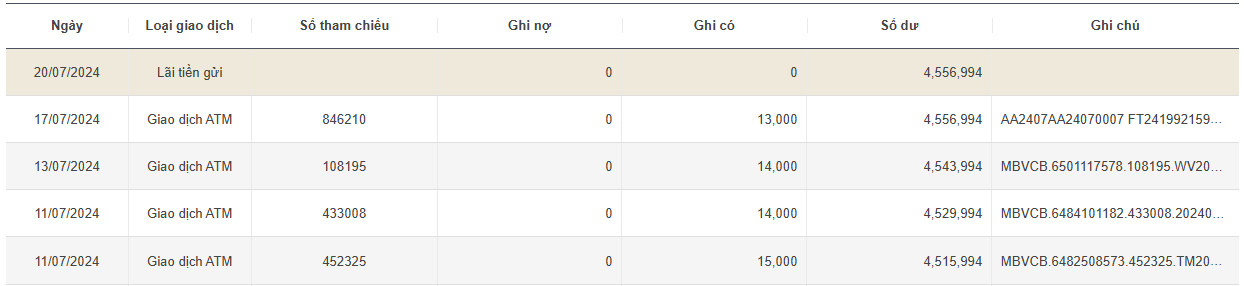 Ngày Loại giao dịch Số tham chiếu Ghi nợ Ghi có Số dư Ghi chú
20/07/2024 Lãi tiền gửi 0 0 4,556,994
17/07/2024 Giao dịch ATM 846210 0 13,000 4,556,994 AA2407AA24070007 FT241992159...
13/07/2024 Giao dịch ATM 108195 0 14,000 4,543,994 MBVCB.6501117578.108195.WV20...
11/07/2024 Giao dịch ATM 433008 0 14,000 4,529,994 MBVCB.6484101182.433008.20240...
11/07/2024 Giao dịch ATM 452325 0 15,000 4,515,994 MBVCB.6482508573.452325.TM20...